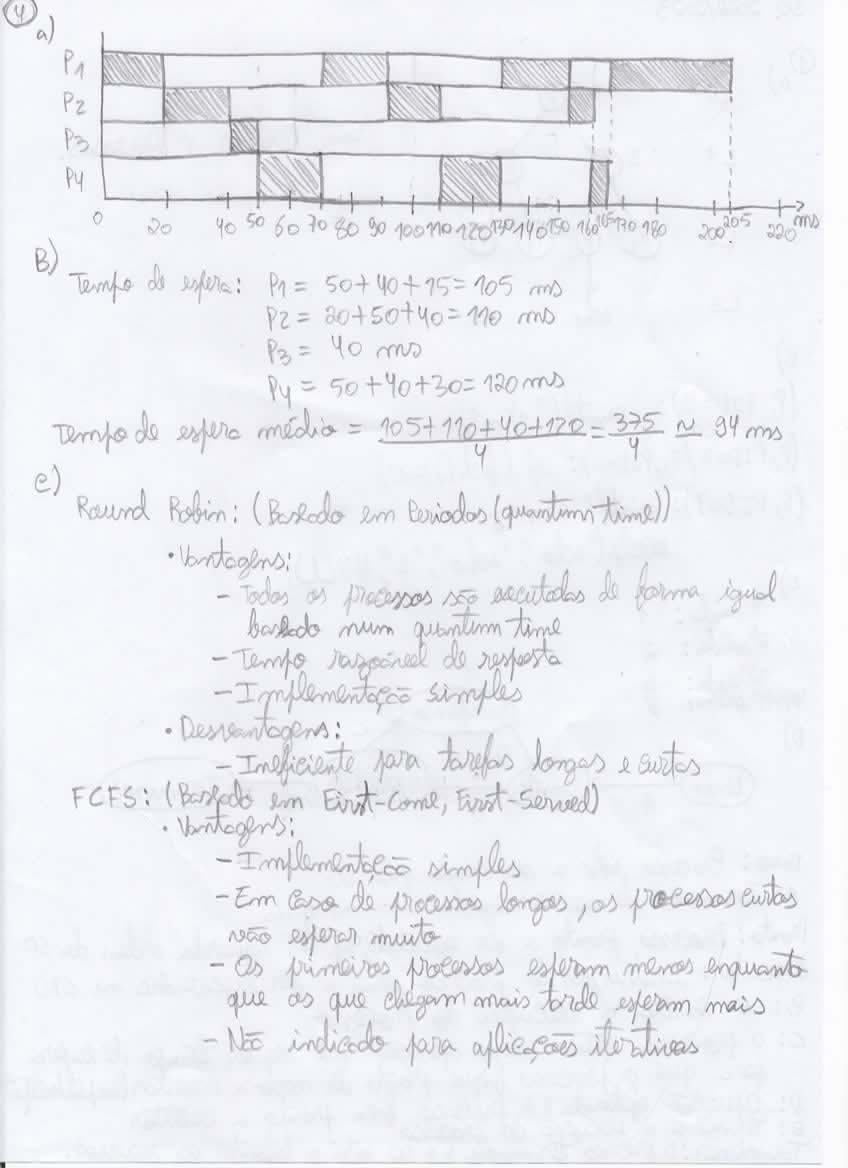 4
a)
P1
P2
P3
P4
0 20 40 50 60 70 80 90 100 110 120 130 140 150 160 165 170 180 200 205 220 ms
B)
Tempo de espera: P1 = 50+40+15=105 ms
P2 = 20+50+40=110 ms
P3 = 40 ms
P4 = 50+40+30=120 ms
Tempo de espera médio = 105+110+40+120/4 = 375/4 ≈ 94 ms
c)
Round Robin: (Baseado em Periodos (quantum time))
• Vantagens:
- Todos os processos são executados de forma igual
baseado num quantum time
- Tempo razoável de resposta
- Implementação simples
• Desvantagens:
- Ineficiente para tarefas longas e curtas
FCFS: (Baseado em First-Come, First-Served)
• Vantagens:
- Implementação simples
- Em caso de processos longos, os processos curtos
vão esperar muito
- Os primeiros processos esperam menos enquanto
que os que chegam mais tarde esperam mais
- Não indicado para aplicações iterativas